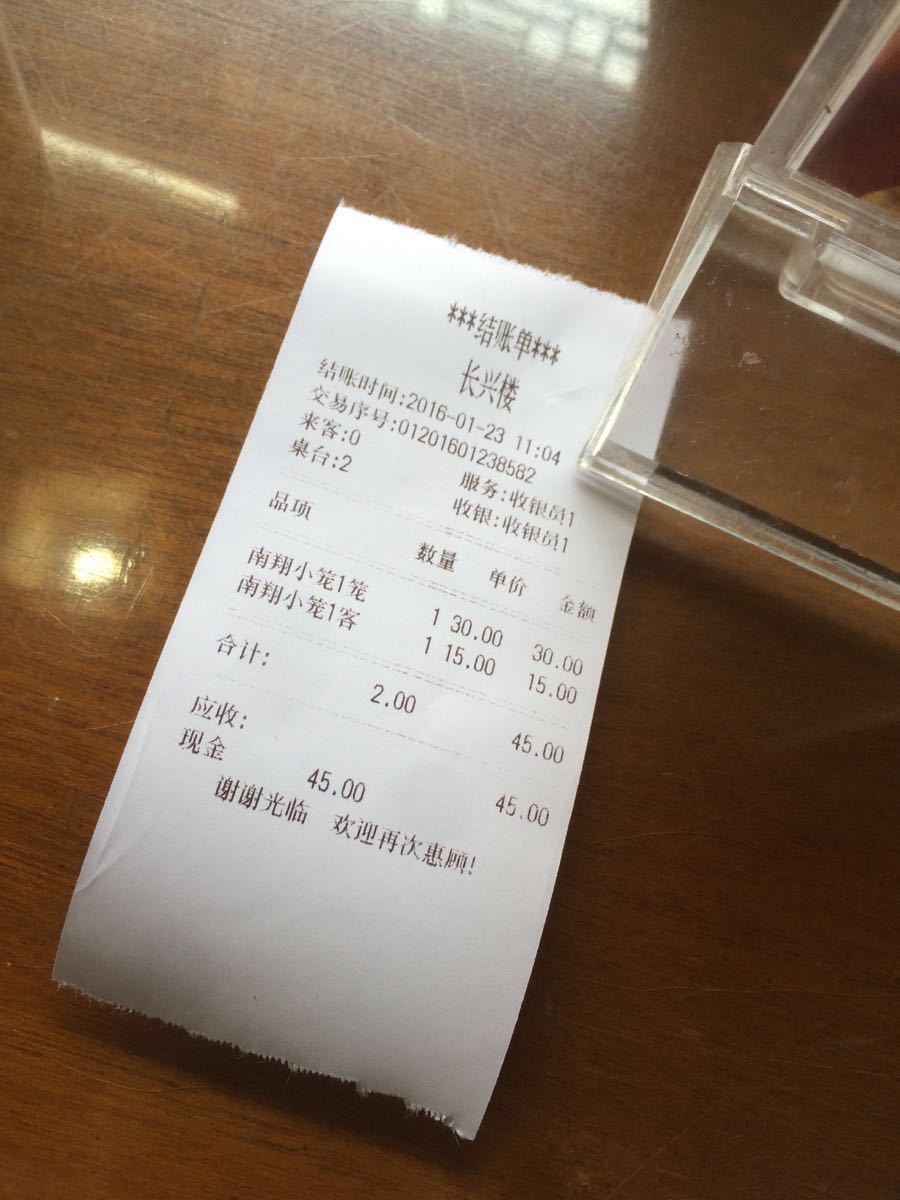 ***结账单***
长兴楼
结账时间:2016-01-23 11:04
交易序号:01201601238582
来客:0 服务:收银员1
桌台:2 收银:收银员1
品项 数量 单价 金额
南翔小笼1笼 1 30.00 30.00
南翔小笼1客 1 15.00 15.00
合计: 2.00 45.00
应收: 45.00
现金 45.00
谢谢光临 欢迎再次惠顾!